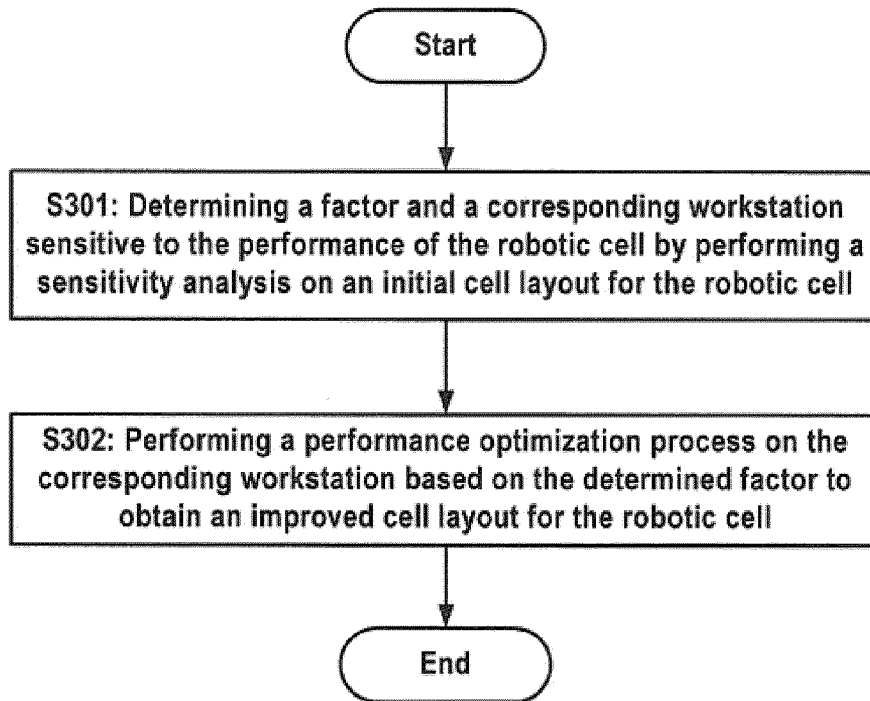 Start
S301: Determining a factor and a corresponding workstation
sensitive to the performance of the robotic cell by performing a
sensitivity analysis on an initial cell layout for the robotic cell
S302: Performing a performance optimization process on the
corresponding workstation based on the determined factor to
obtain an improved cell layout for the robotic cell
End